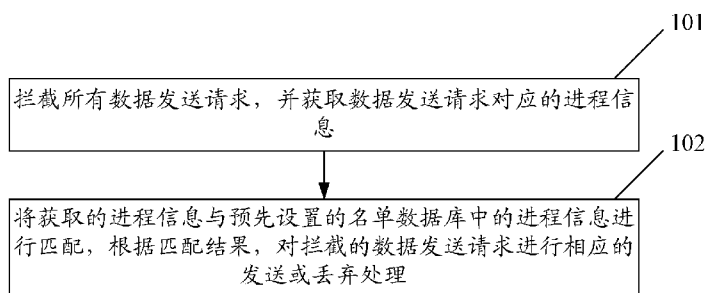 101
拦截所有数据发送请求，并获取数据发送请求对应的进程信
息
102
将获取的进程信息与预先设置的名单数据库中的进程信息进
行匹配，根据匹配结果，对拦截的数据发送请求进行相应的
发送或丢弃处理